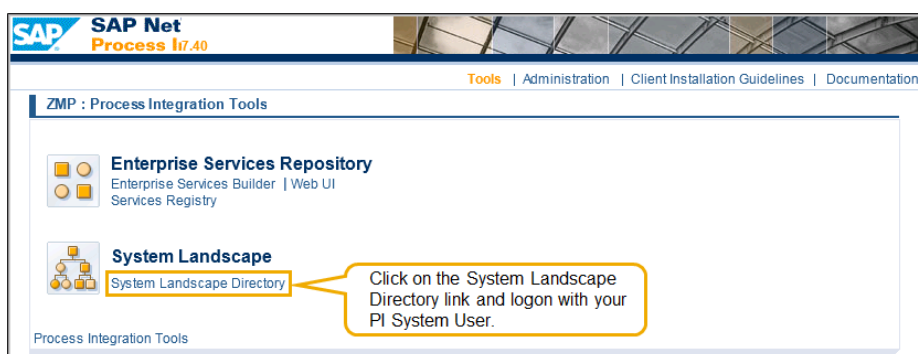 SAP
SAP Net
Process I 7.40
Tools | Administration | Client Installation Guidelines | Documentation
ZMP : Process Integration Tools
Enterprise Services Repository
Enterprise Services Builder | Web UI
Services Registry
System Landscape
System Landscape Directory
Click on the System Landscape
Directory link and logon with your
PI System User.
Process Integration Tools